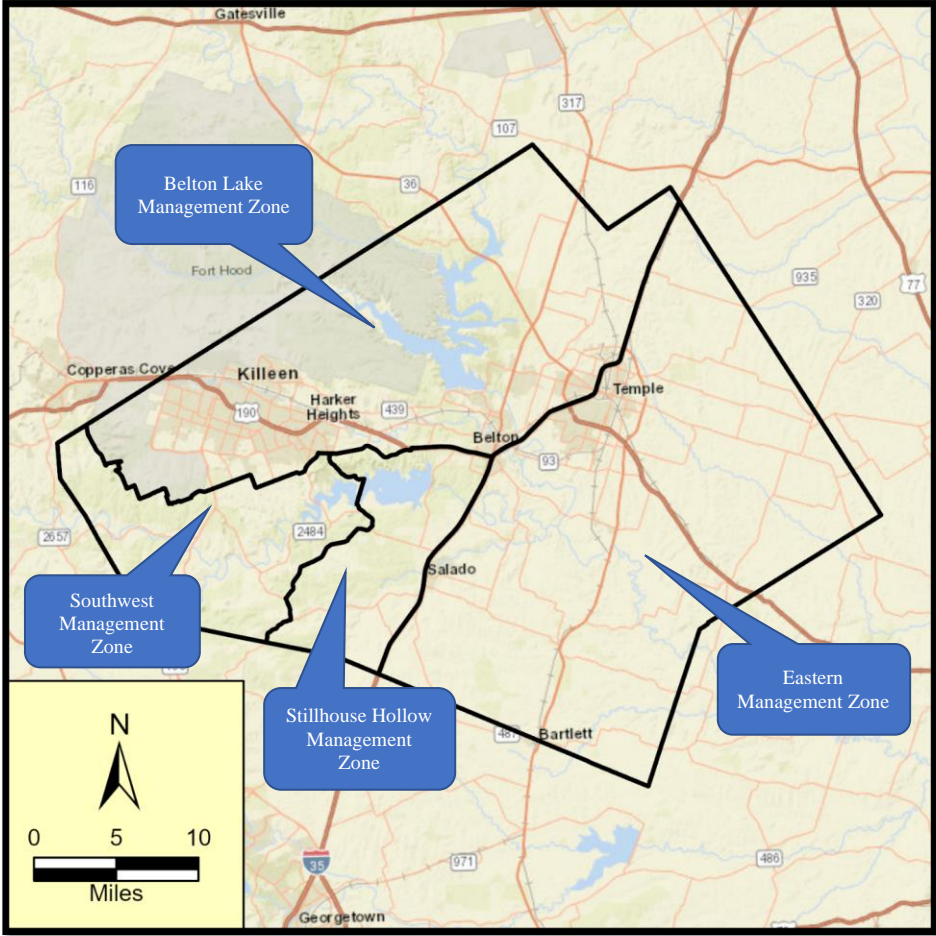 Gatesville
317
107
116
36
Belton Lake
Management Zone
Fort Hood
935
77
320
Copperas Cove
Killeen
Temple
Harker
Heights
439
190
Belton
93
2484
2657
Salado
Southwest
Management
Zone
Eastern
Management Zone
Stillhouse Hollow
Management
Zone
487
Bartlett
N
0 5 10
Miles
35
971
486
Georgetown